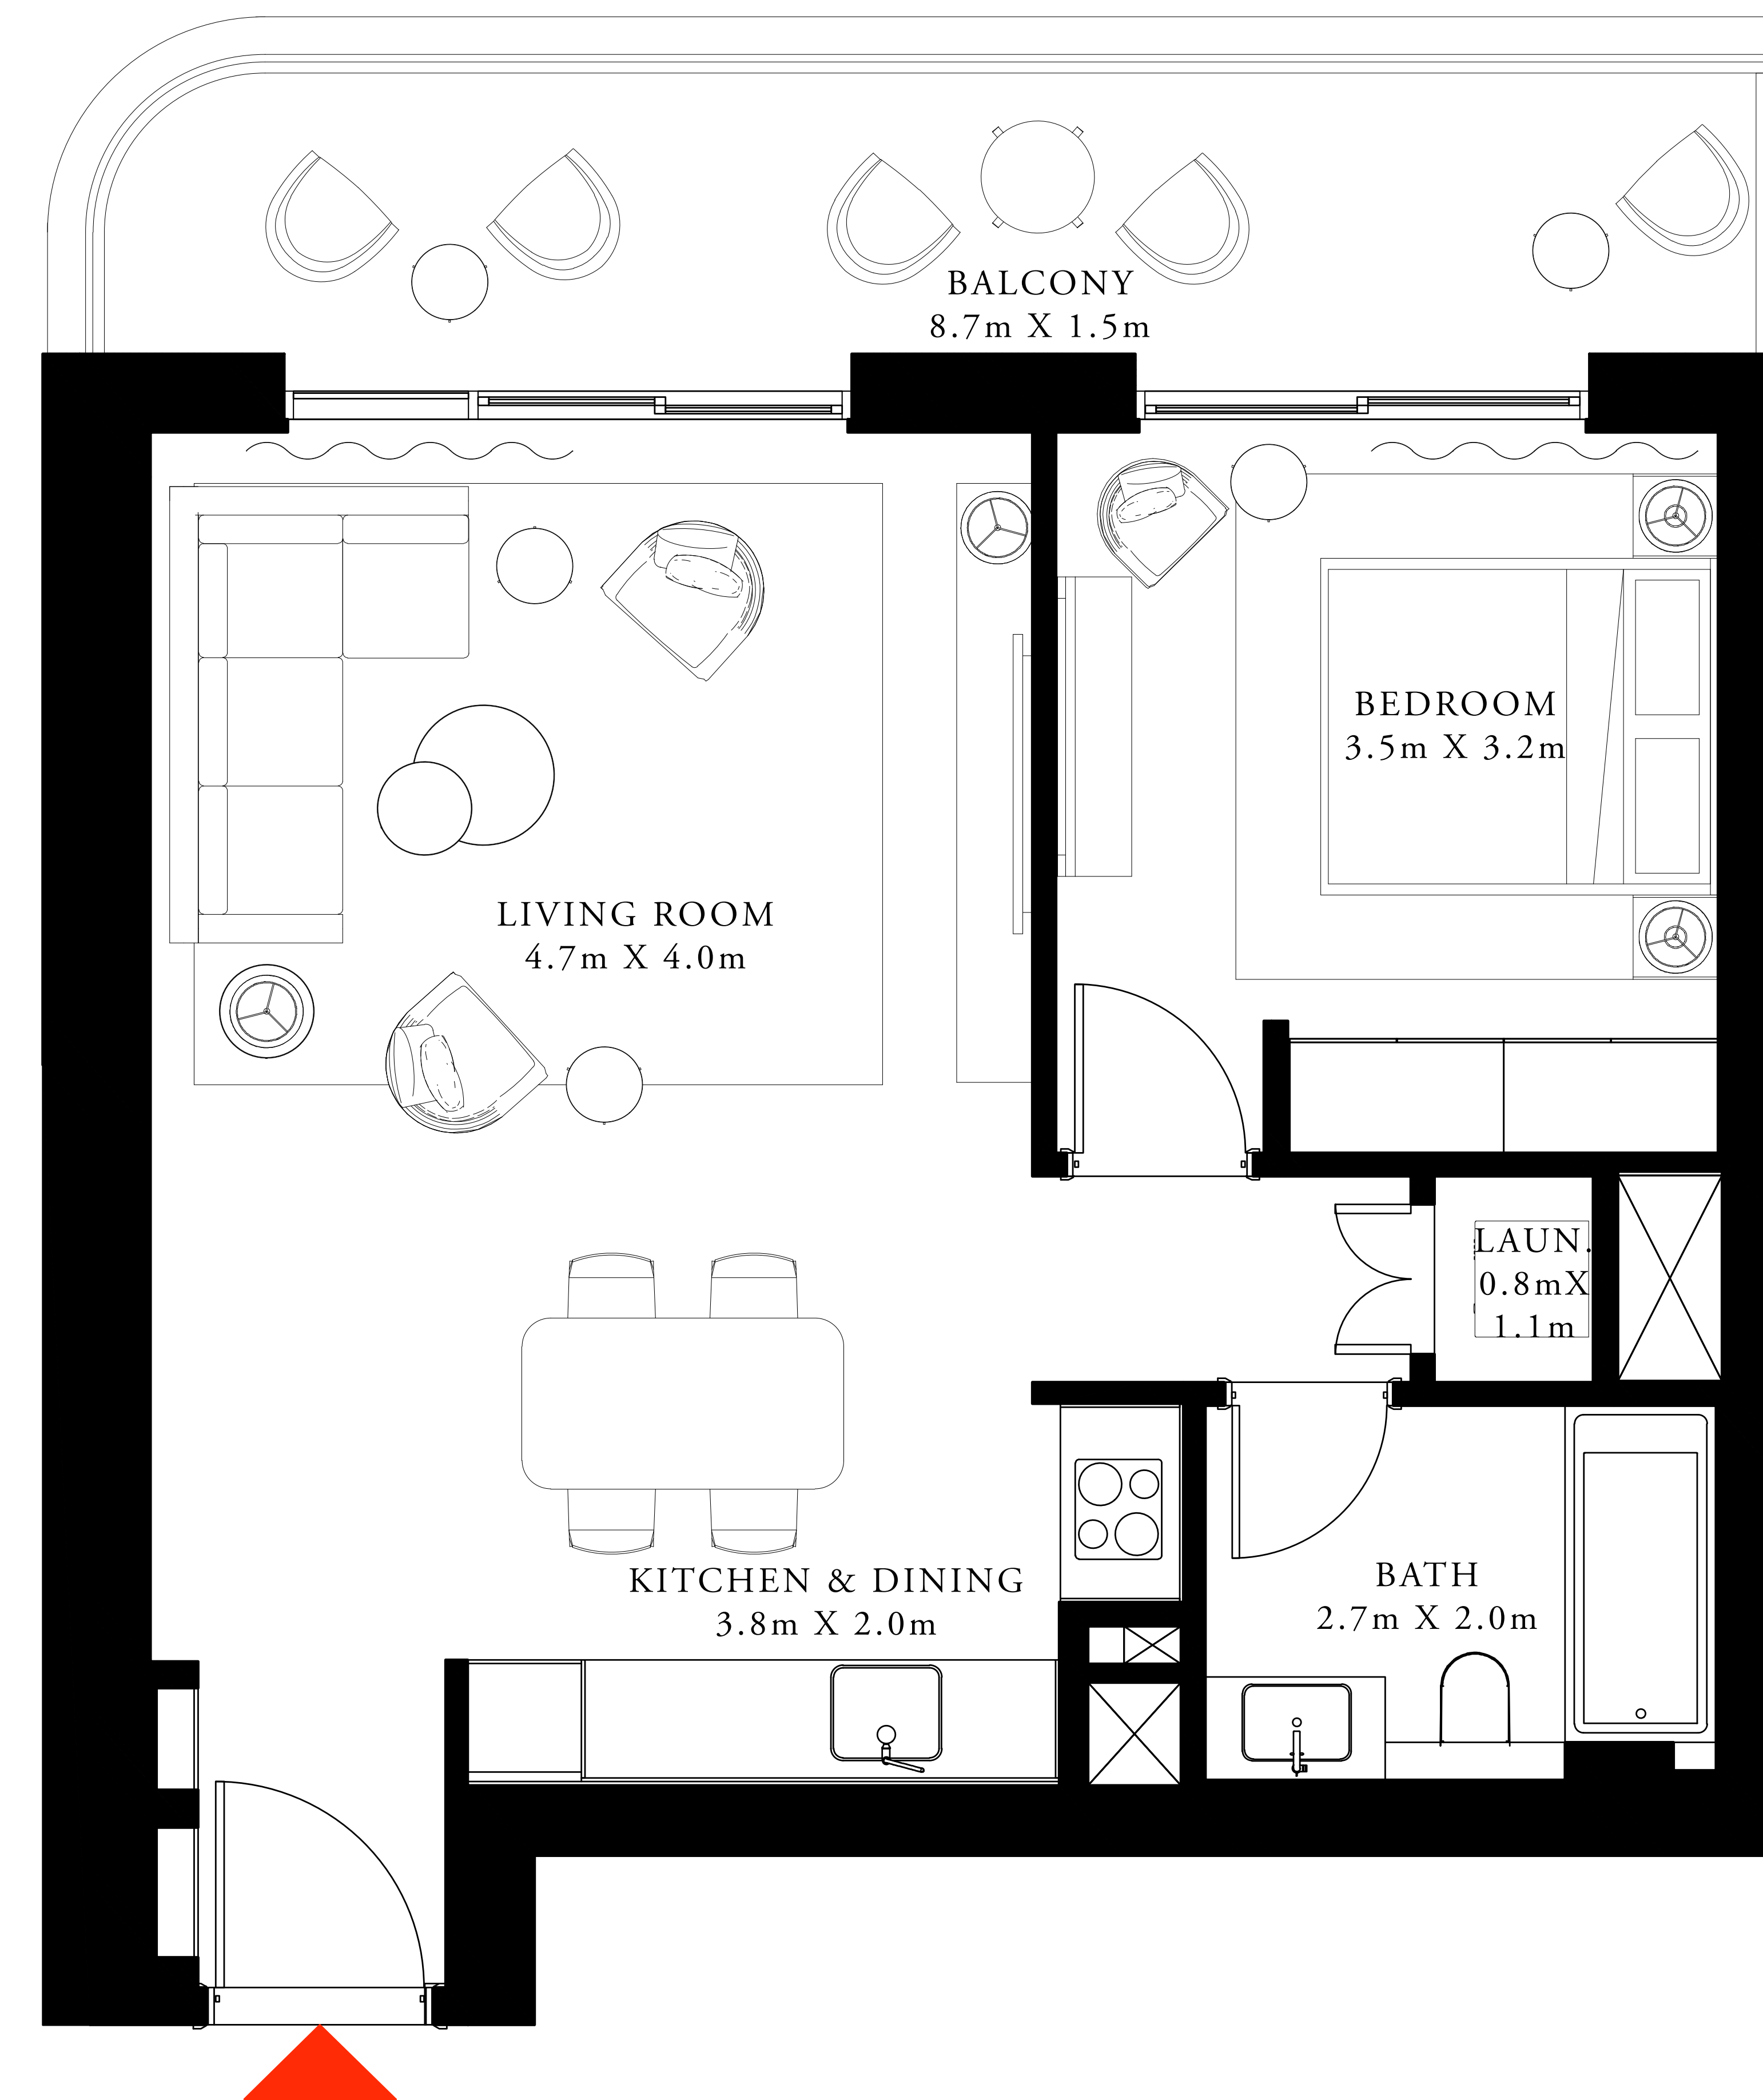 BALCONY
8.7m X 1.5m
BEDROOM
3.5m X 3.2m
LIVING ROOM
4.7m X 4.0m
LAUN.
0.8mX
1.1m
KITCHEN & DINING
3.8m X 2.0m
BATH
2.7m X 2.0m